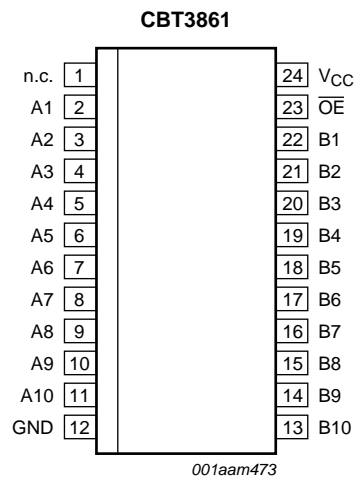 CBT3861
n.c. 1 24 VCC
A1 2 23 OE
A2 3 22 B1
A3 4 21 B2
A4 5 20 B3
A5 6 19 B4
A6 7 18 B5
A7 8 17 B6
A8 9 16 B7
A9 10 15 B8
A10 11 14 B9
GND 12 13 B10
001aam473